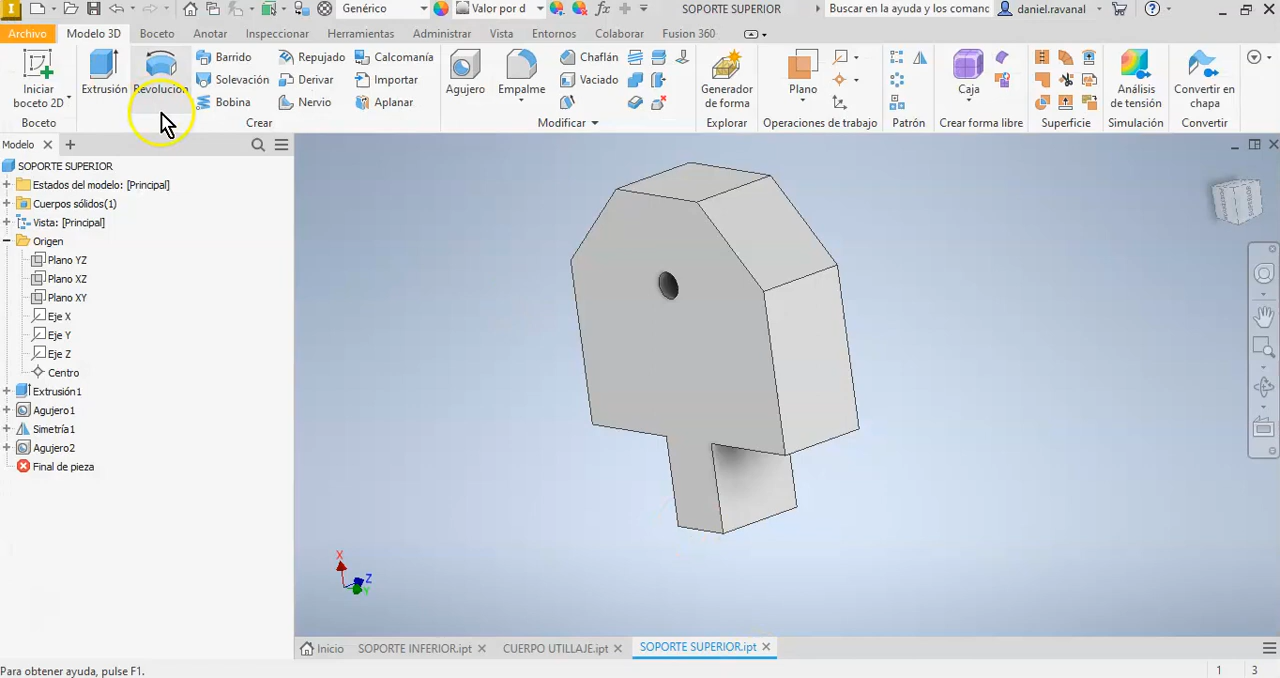 Genérico
Valor por d
SOPORTE SUPERIOR
Buscar en la ayuda y los comanc
daniel.ravanal
Archivo
Modelo 3D
Boceto
Anotar
Inspeccionar
Herramientas
Administrar
Vista
Entornos
Colaborar
Fusion 360
Iniciar
boceto 2D
Extrusión
Revolución
Barrido
Solevación
Bobina
Repujado
Derivar
Nervio
Calcomanía
Importar
Aplanar
Agujero
Empalme
Chaflán
Vaciado
Generador
de forma
Plano
Caja
Análisis
de tensión
Convertir en
chapa
Boceto
Crear
Modificar
Explorar
Operaciones de trabajo
Patrón
Crear forma libre
Superficie
Simulación
Convertir
Modelo
SOPORTE SUPERIOR
Estados del modelo: [Principal]
Cuerpos sólidos(1)
Vista: [Principal]
Origen
Plano YZ
Plano XZ
Plano XY
Eje X
Eje Y
Eje Z
Centro
Extrusión1
Agujero1
Simetría1
Agujero2
Final de pieza
X
Z
Y
Inicio
SOPORTE INFERIOR.ipt
CUERPO UTILLAJE.ipt
SOPORTE SUPERIOR.ipt
Para obtener ayuda, pulse F1.
1
3